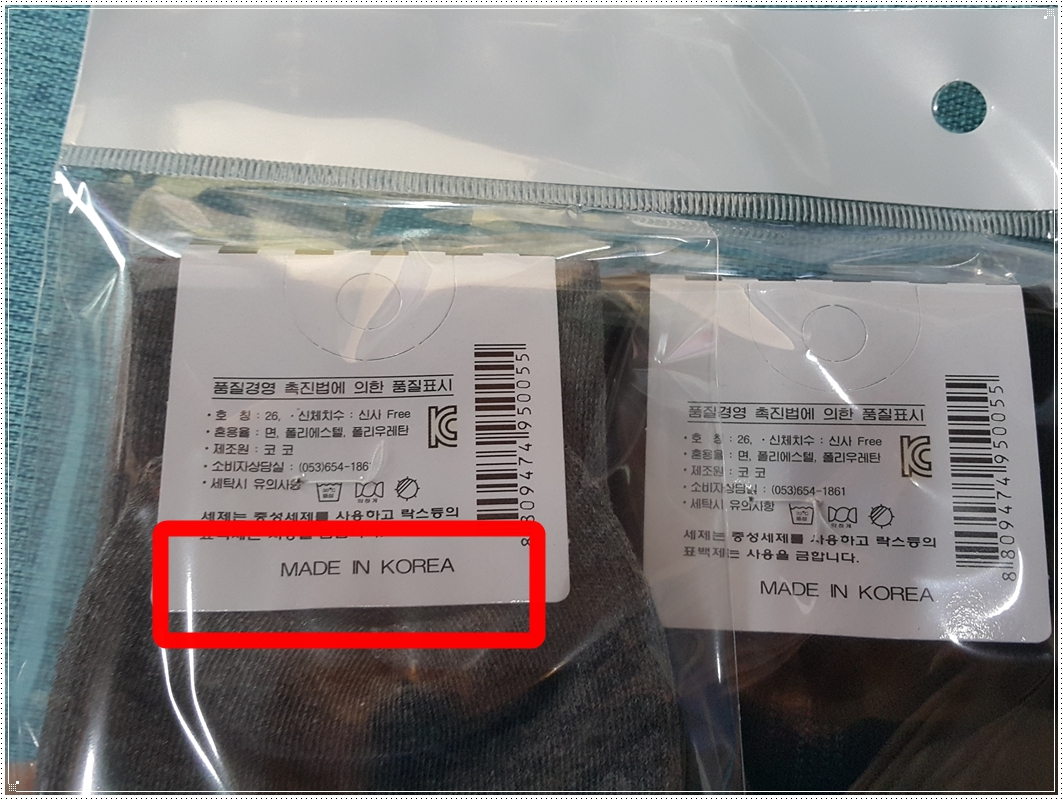 품질경영 촉진법에 의한 품질표시
• 호 칭 : 26, · 신체치수 : 신사 Free
• 혼용율 : 면, 폴리에스텔, 폴리우레탄
• 제조원 : 코 코
• 소비자상담실 : (053)654-186
• 세탁시 유의사항
세제는 중성세제를 사용하고 락스등의
MADE IN KOREA
88094741950055
품질경영 촉진법에 의한 품질표시
• 호 칭 : 26, · 신체치수 : 신사 Free
• 혼용율 : 면, 폴리에스텔, 폴리우레탄
• 제조원 : 코 코
• 소비자상담실 : (053)654-1861
• 세탁시 유의사항
세제는 중성세제를 사용하고 락스등의
표백제는 사용을 금합니다.
MADE IN KOREA
88094741950055